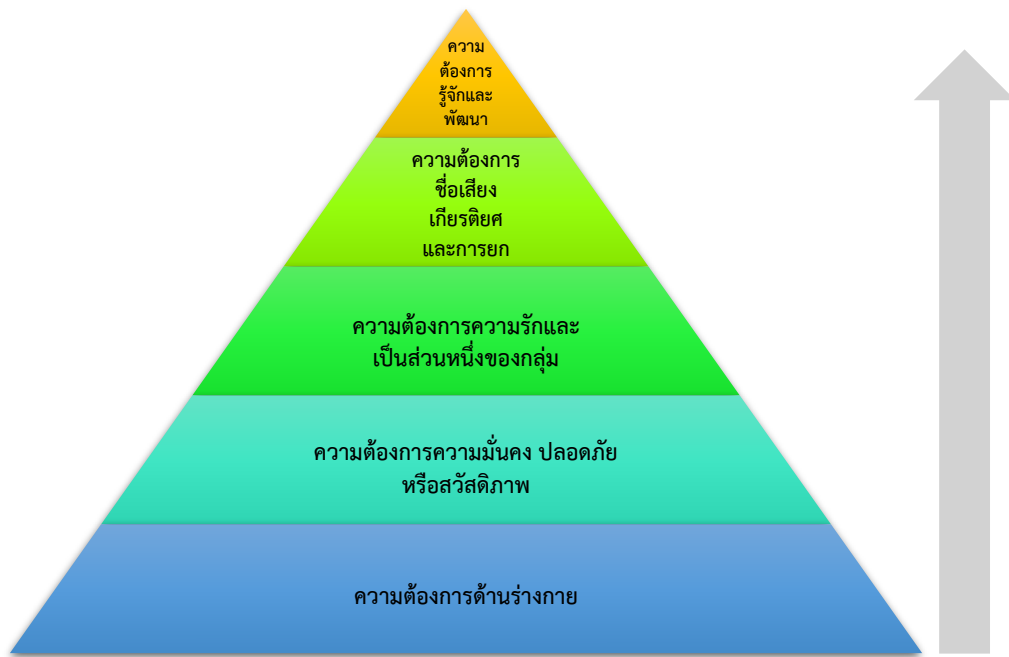 ความ
ต้องการ
รู้จักและ
พัฒนา
ความต้องการ
ชื่อเสียง
เกียรติยศ
และการยก
ความต้องการความรักและ
เป็นส่วนหนึ่งของกลุ่ม
ความต้องการความมั่นคง ปลอดภัย
หรือสวัสดิภาพ
ความต้องการด้านร่างกาย